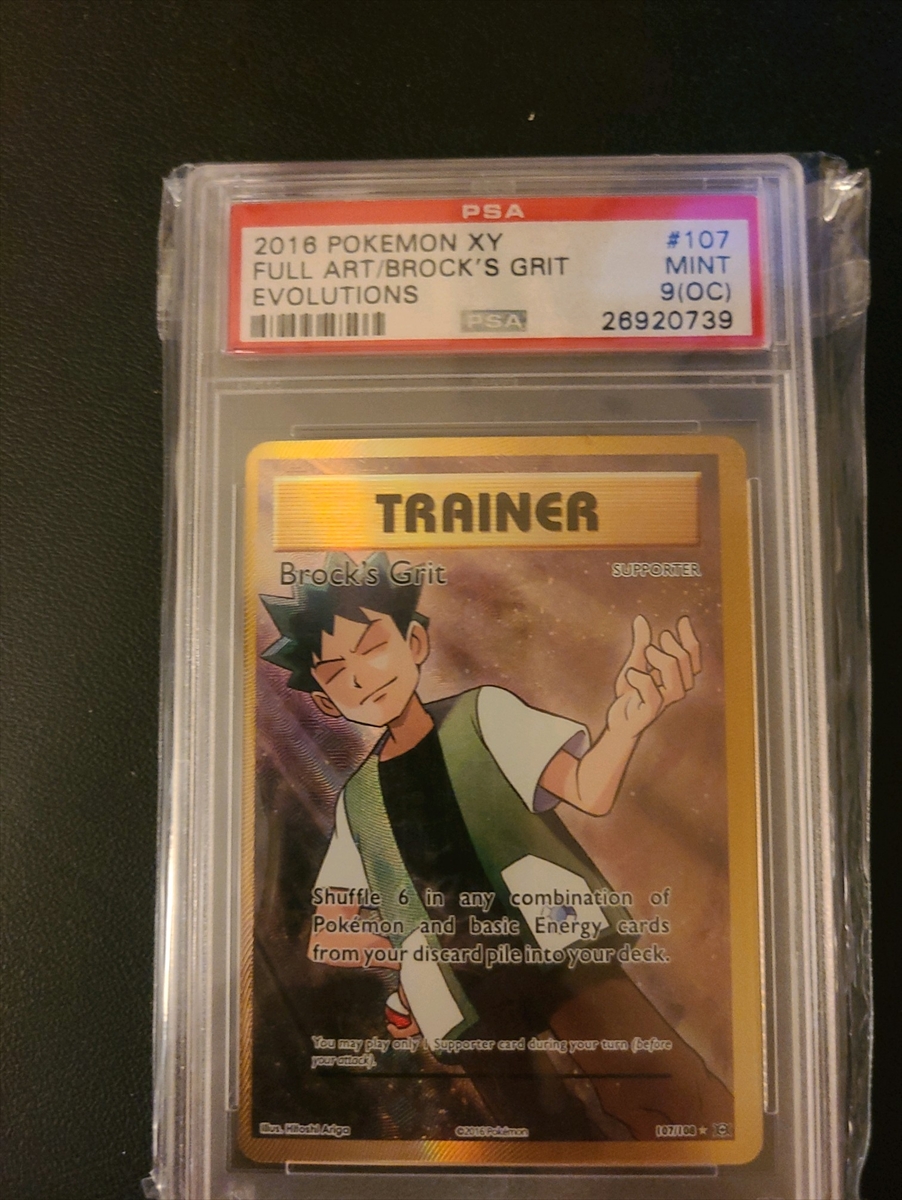 PSA
2016 POKEMON XY #107
FULL ART/BROCK'S GRIT MINT
EVOLUTIONS 9(OC)
PSA 26920739
TRAINER
Brock's Grit SUPPORTER
Shuffle 6 in any combination of
Pokémon and basic Energy cards
from your discard pile into your deck.
You may play only 1 Supporter card during your turn (before
your attack).
Illus. Hitoshi Ariga ©2016 Pokémon 107/108 ★